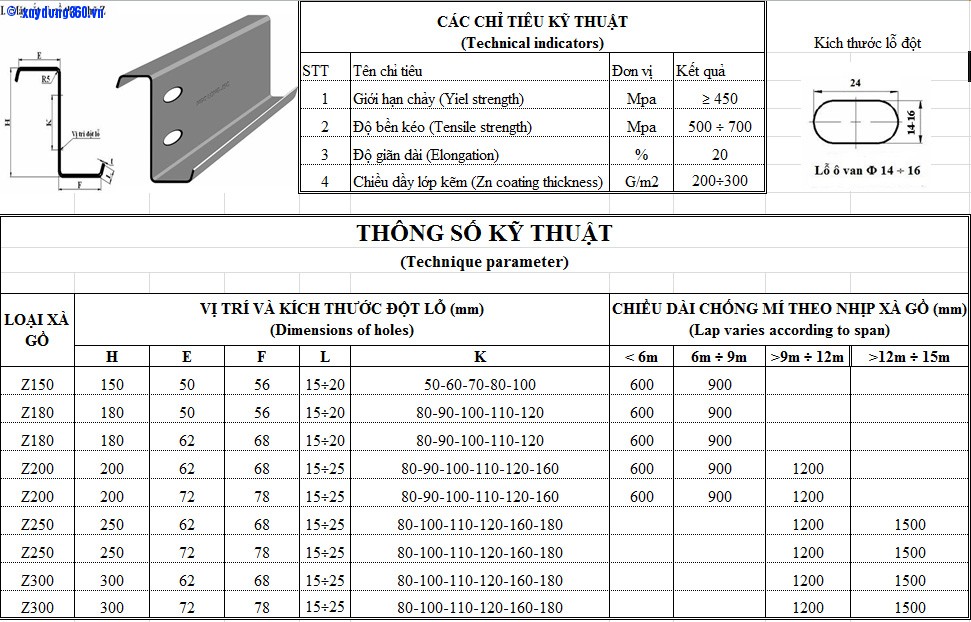 © xaydung360.vn
CÁC CHỈ TIÊU KỸ THUẬT
(Technical indicators)
STT Tên chỉ tiêu Đơn vị Kết quả
1 Giới hạn chảy (Yiel strength) Mpa ≥ 450
2 Độ bền kéo (Tensile strength) Mpa 500 ÷ 700
3 Độ giãn dài (Elongation) % 20
4 Chiều dầy lớp kẽm (Zn coating thickness) G/m2 200÷300
E
R5
H
K
Vị trí đột lỗ
F
L
Kích thước lỗ đột
24
14-16
Lỗ ô van Φ 14 ÷ 16
THÔNG SỐ KỸ THUẬT
(Technique parameter)
LOẠI XÀ GỒ
VỊ TRÍ VÀ KÍCH THƯỚC ĐỘT LỖ (mm)
(Dimensions of holes)
CHIỀU DÀI CHỐNG MÍ THEO NHỊP XÀ GỒ (mm)
(Lap varies according to span)
H E F L K < 6m 6m ÷ 9m >9m ÷ 12m >12m ÷ 15m
Z150 150 50 56 15÷20 50-60-70-80-100 600 900
Z180 180 50 56 15÷20 80-90-100-110-120 600 900
Z180 180 62 68 15÷20 80-90-100-110-120 600 900
Z200 200 62 68 15÷25 80-90-100-110-120-160 600 900 1200
Z200 200 72 78 15÷25 80-90-100-110-120-160 600 900 1200
Z250 250 62 68 15÷25 80-100-110-120-160-180 1200 1500
Z250 250 72 78 15÷25 80-100-110-120-160-180 1200 1500
Z300 300 62 68 15÷25 80-100-110-120-160-180 1200 1500
Z300 300 72 78 15÷25 80-100-110-120-160-180 1200 1500